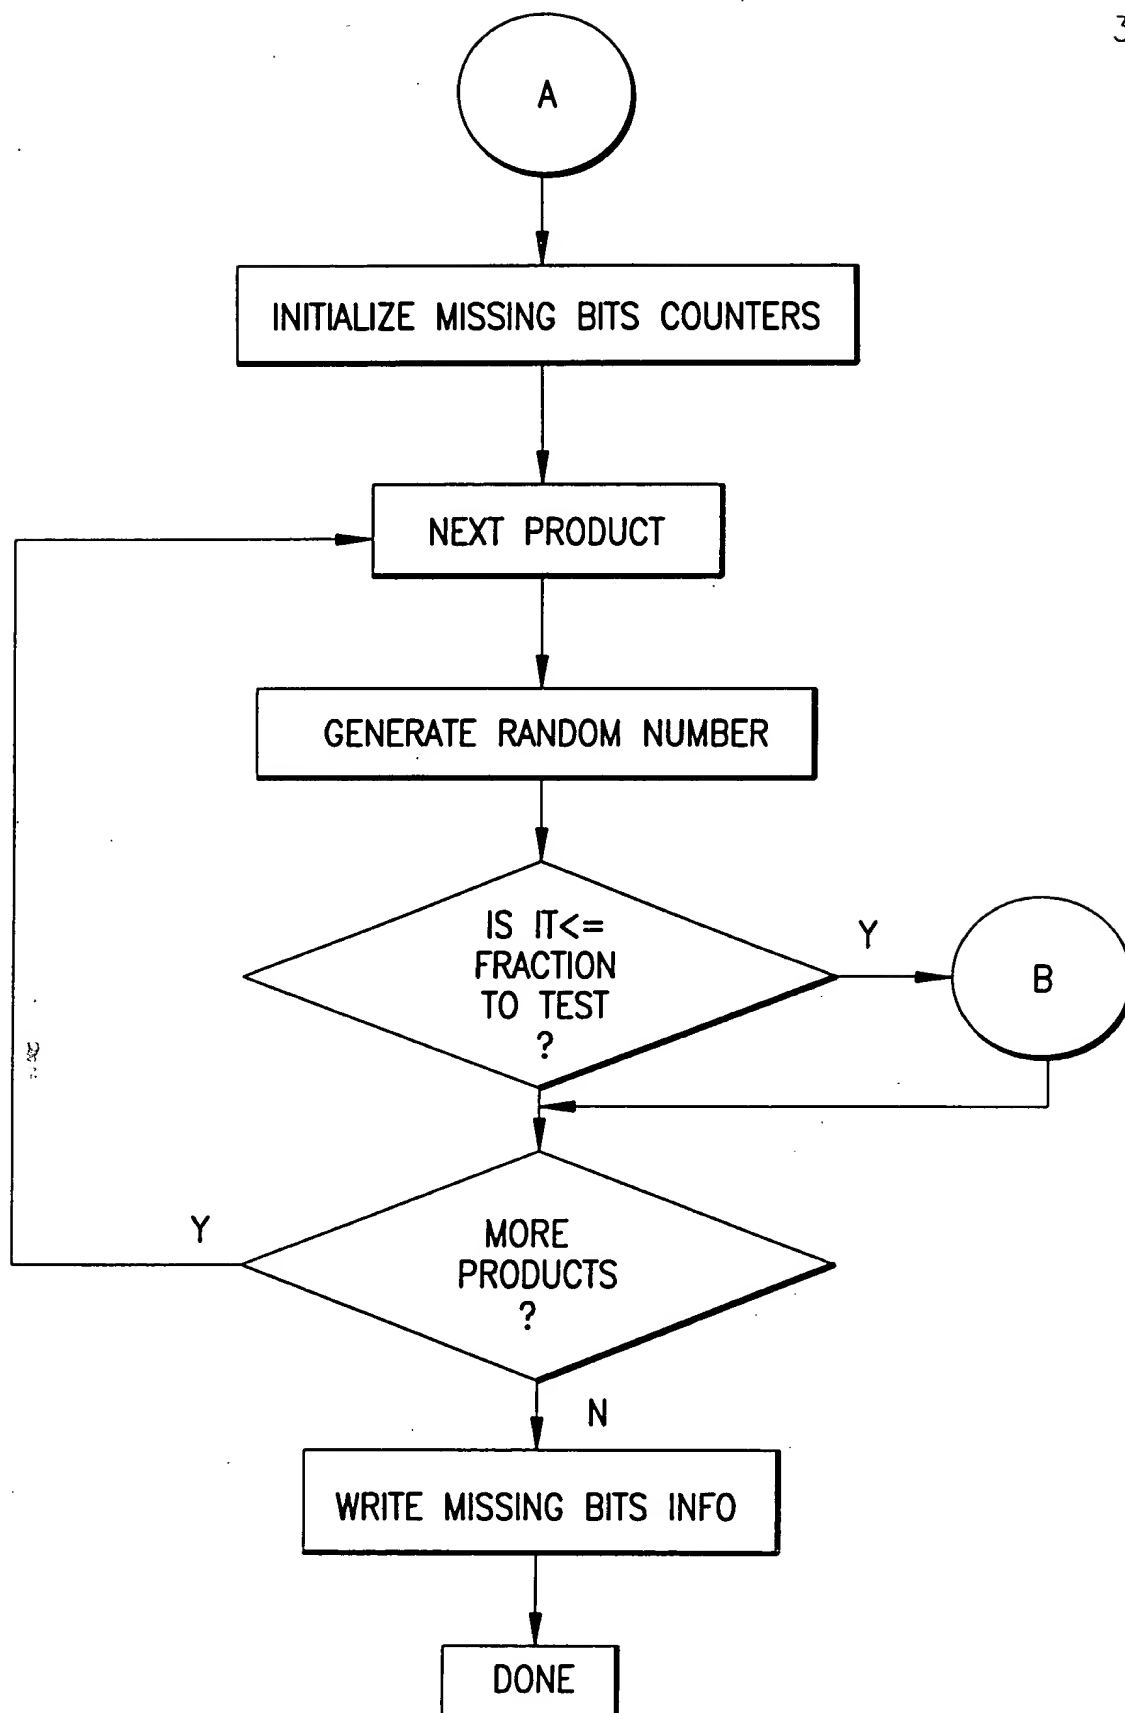 3
A
INITIALIZE MISSING BITS COUNTERS
NEXT PRODUCT
GENERATE RANDOM NUMBER
IS IT<=
FRACTION
TO TEST
?
Y
B
Y
MORE
PRODUCTS
?
N
WRITE MISSING BITS INFO
DONE